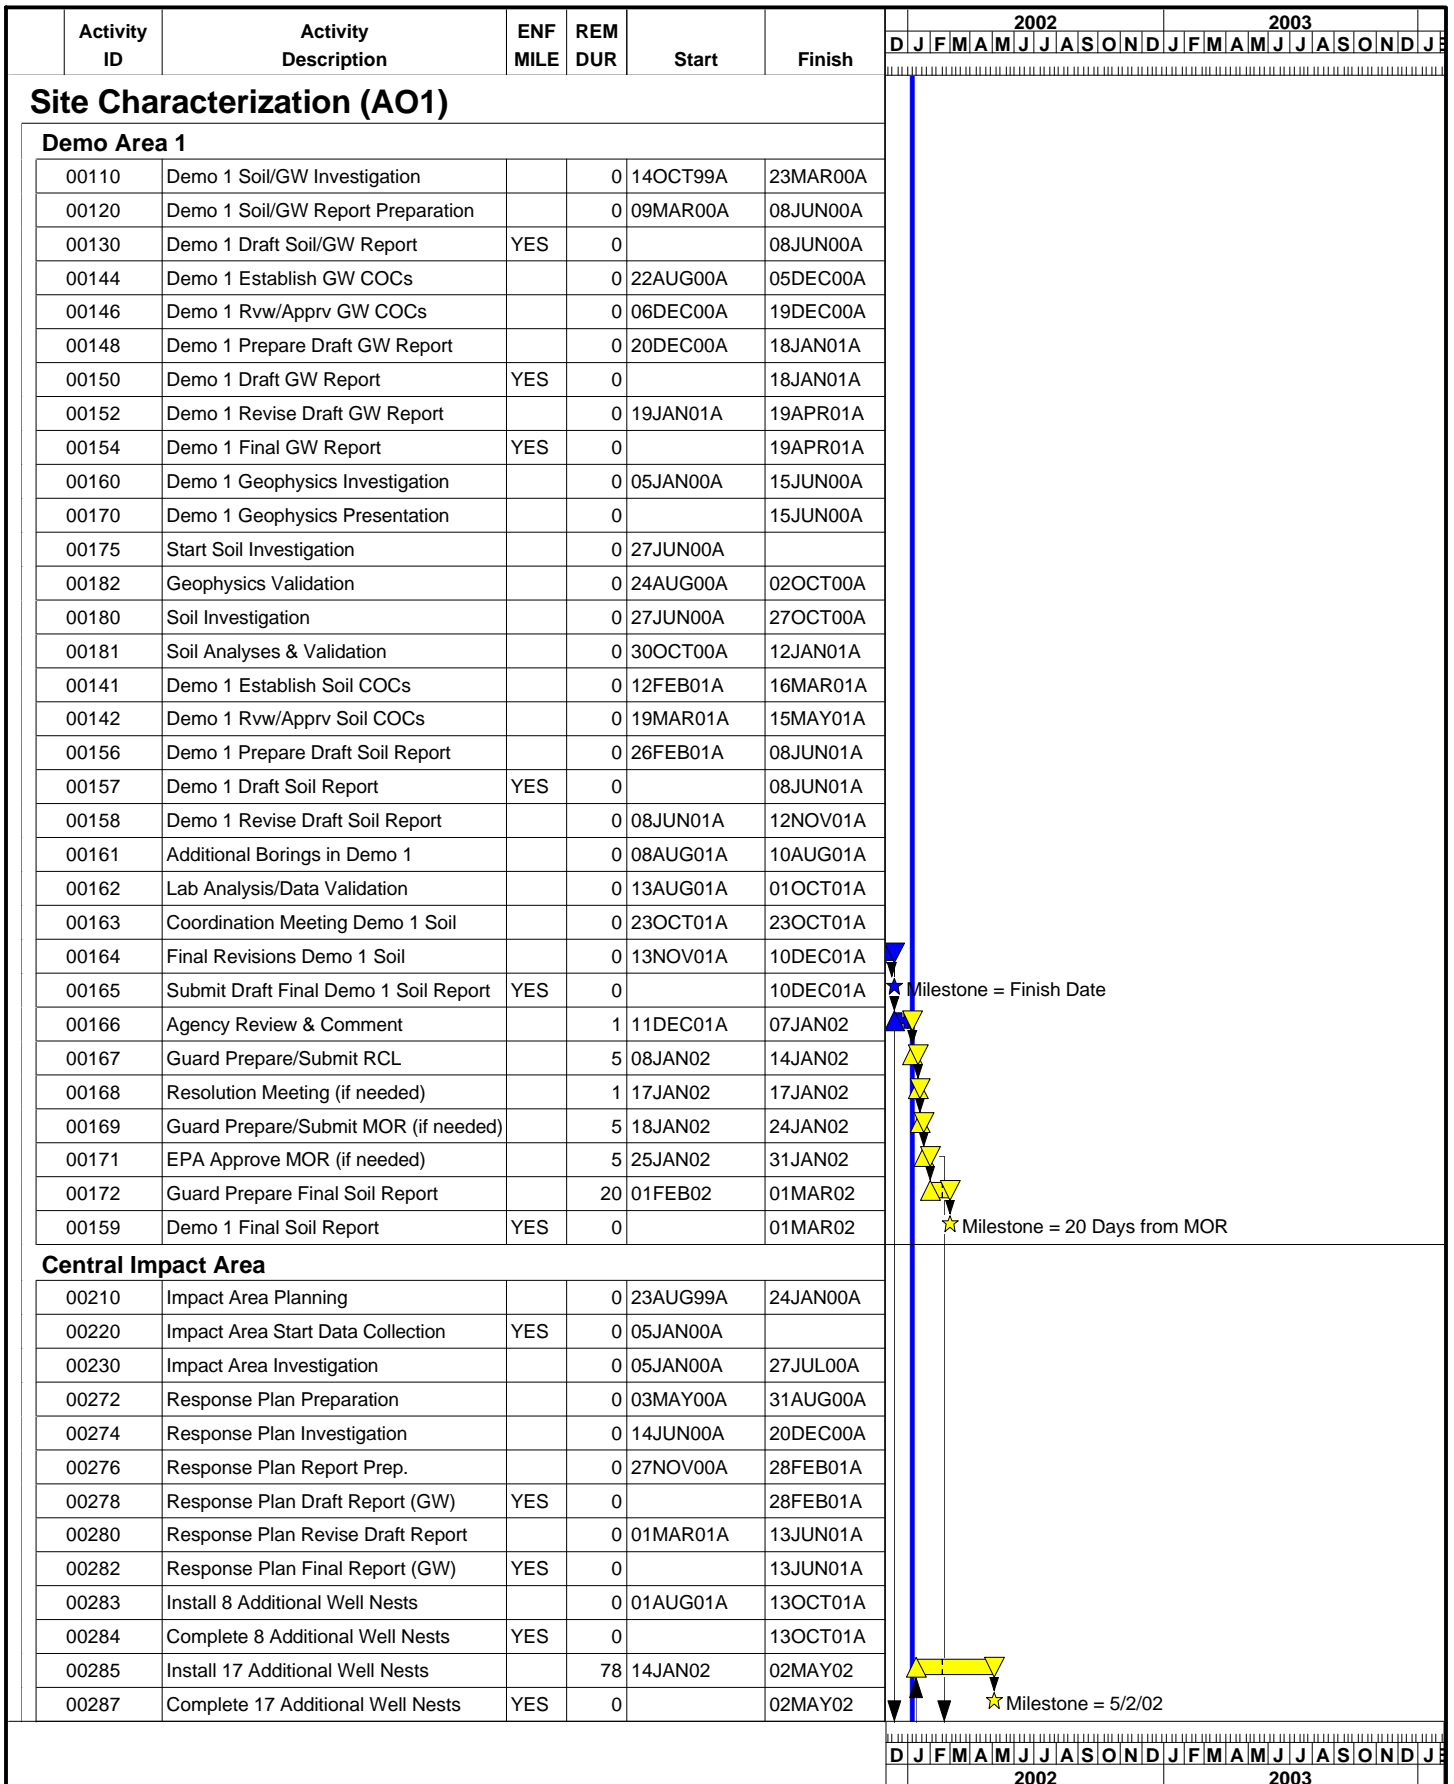 Activity ID Activity Description ENF MILE REM DUR Start Finish
2002 2003
D J F M A M J J A S O N D J F M A M J J A S O N D J
Site Characterization (AO1)
Demo Area 1
00110 Demo 1 Soil/GW Investigation 0 14OCT99A 23MAR00A
00120 Demo 1 Soil/GW Report Preparation 0 09MAR00A 08JUN00A
00130 Demo 1 Draft Soil/GW Report YES 0 08JUN00A
00144 Demo 1 Establish GW COCs 0 22AUG00A 05DEC00A
00146 Demo 1 Rvw/Apprv GW COCs 0 06DEC00A 19DEC00A
00148 Demo 1 Prepare Draft GW Report 0 20DEC00A 18JAN01A
00150 Demo 1 Draft GW Report YES 0 18JAN01A
00152 Demo 1 Revise Draft GW Report 0 19JAN01A 19APR01A
00154 Demo 1 Final GW Report YES 0 19APR01A
00160 Demo 1 Geophysics Investigation 0 05JAN00A 15JUN00A
00170 Demo 1 Geophysics Presentation 0 15JUN00A
00175 Start Soil Investigation 0 27JUN00A
00182 Geophysics Validation 0 24AUG00A 02OCT00A
00180 Soil Investigation 0 27JUN00A 27OCT00A
00181 Soil Analyses & Validation 0 30OCT00A 12JAN01A
00141 Demo 1 Establish Soil COCs 0 12FEB01A 16MAR01A
00142 Demo 1 Rvw/Apprv Soil COCs 0 19MAR01A 15MAY01A
00156 Demo 1 Prepare Draft Soil Report 0 26FEB01A 08JUN01A
00157 Demo 1 Draft Soil Report YES 0 08JUN01A
00158 Demo 1 Revise Draft Soil Report 0 08JUN01A 12NOV01A
00161 Additional Borings in Demo 1 0 08AUG01A 10AUG01A
00162 Lab Analysis/Data Validation 0 13AUG01A 01OCT01A
00163 Coordination Meeting Demo 1 Soil 0 23OCT01A 23OCT01A
00164 Final Revisions Demo 1 Soil 0 13NOV01A 10DEC01A
00165 Submit Draft Final Demo 1 Soil Report YES 0 10DEC01A Milestone = Finish Date
00166 Agency Review & Comment 1 11DEC01A 07JAN02
00167 Guard Prepare/Submit RCL 5 08JAN02 14JAN02
00168 Resolution Meeting (if needed) 1 17JAN02 17JAN02
00169 Guard Prepare/Submit MOR (if needed) 5 18JAN02 24JAN02
00171 EPA Approve MOR (if needed) 5 25JAN02 31JAN02
00172 Guard Prepare Final Soil Report 20 01FEB02 01MAR02
00159 Demo 1 Final Soil Report YES 0 01MAR02 Milestone = 20 Days from MOR
Central Impact Area
00210 Impact Area Planning 0 23AUG99A 24JAN00A
00220 Impact Area Start Data Collection YES 0 05JAN00A
00230 Impact Area Investigation 0 05JAN00A 27JUL00A
00272 Response Plan Preparation 0 03MAY00A 31AUG00A
00274 Response Plan Investigation 0 14JUN00A 20DEC00A
00276 Response Plan Report Prep. 0 27NOV00A 28FEB01A
00278 Response Plan Draft Report (GW) YES 0 28FEB01A
00280 Response Plan Revise Draft Report 0 01MAR01A 13JUN01A
00282 Response Plan Final Report (GW) YES 0 13JUN01A
00283 Install 8 Additional Well Nests 0 01AUG01A 13OCT01A
00284 Complete 8 Additional Well Nests YES 0 13OCT01A
00285 Install 17 Additional Well Nests 78 14JAN02 02MAY02
00287 Complete 17 Additional Well Nests YES 0 02MAY02 Milestone = 5/2/02
D J F M A M J J A S O N D J F M A M J J A S O N D J
2002 2003